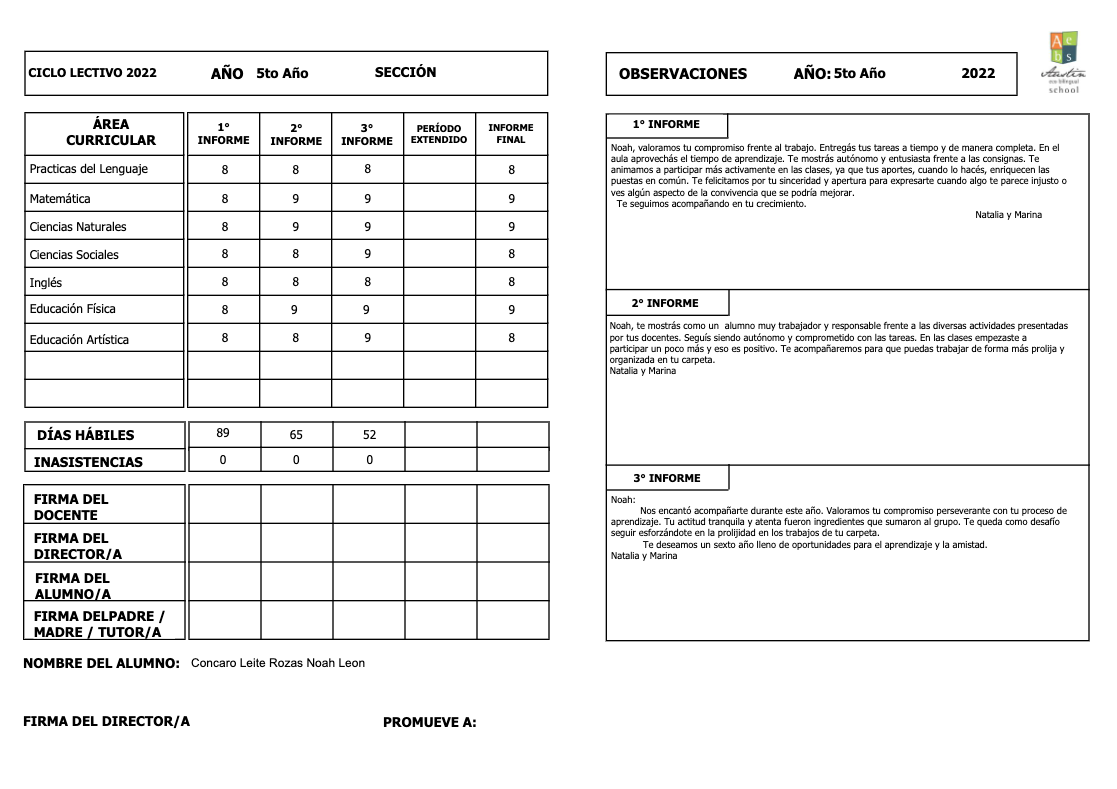 CICLO LECTIVO 2022 AÑO 5to Año SECCIÓN
ÁREA CURRICULAR 1° INFORME 2° INFORME 3° INFORME PERÍODO EXTENDIDO INFORME FINAL
Practicas del Lenguaje 8 8 8 8
Matemática 8 9 9 9
Ciencias Naturales 8 9 9 9
Ciencias Sociales 8 8 9 8
Inglés 8 8 8 8
Educación Física 8 9 9 9
Educación Artística 8 8 9 8
DÍAS HÁBILES 89 65 52
INASISTENCIAS 0 0 0
FIRMA DEL
DOCENTE
FIRMA DEL
DIRECTOR/A
FIRMA DEL
ALUMNO/A
FIRMA DELPADRE /
MADRE / TUTOR/A
NOMBRE DEL ALUMNO: Concaro Leite Rozas Noah Leon
FIRMA DEL DIRECTOR/A PROMUEVE A:
OBSERVACIONES AÑO: 5to Año 2022
A e
b s
Austin
eco bilingual
school
1° INFORME
Noah, valoramos tu compromiso frente al trabajo. Entregás tus tareas a tiempo y de manera completa. En el
aula aprovechás el tiempo de aprendizaje. Te mostrás autónomo y entusiasta frente a las consignas. Te
animamos a participar más activamente en las clases, ya que tus aportes, cuando lo hacés, enriquecen las
puestas en común. Te felicitamos por tu sinceridad y apertura para expresarte cuando algo te parece injusto o
ves algún aspecto de la convivencia que se podría mejorar.
Te seguimos acompañando en tu crecimiento.
Natalia y Marina
2° INFORME
Noah, te mostrás como un alumno muy trabajador y responsable frente a las diversas actividades presentadas
por tus docentes. Seguís siendo autónomo y comprometido con las tareas. En las clases empezaste a
participar un poco más y eso es positivo. Te acompañaremos para que puedas trabajar de forma más prolija y
organizada en tu carpeta.
Natalia y Marina
3° INFORME
Noah:
Nos encantó acompañarte durante este año. Valoramos tu compromiso perseverante con tu proceso de
aprendizaje. Tu actitud tranquila y atenta fueron ingredientes que sumaron al grupo. Te queda como desafío
seguir esforzándote en la prolijidad en los trabajos de tu carpeta.
Te deseamos un sexto año lleno de oportunidades para el aprendizaje y la amistad.
Natalia y Marina